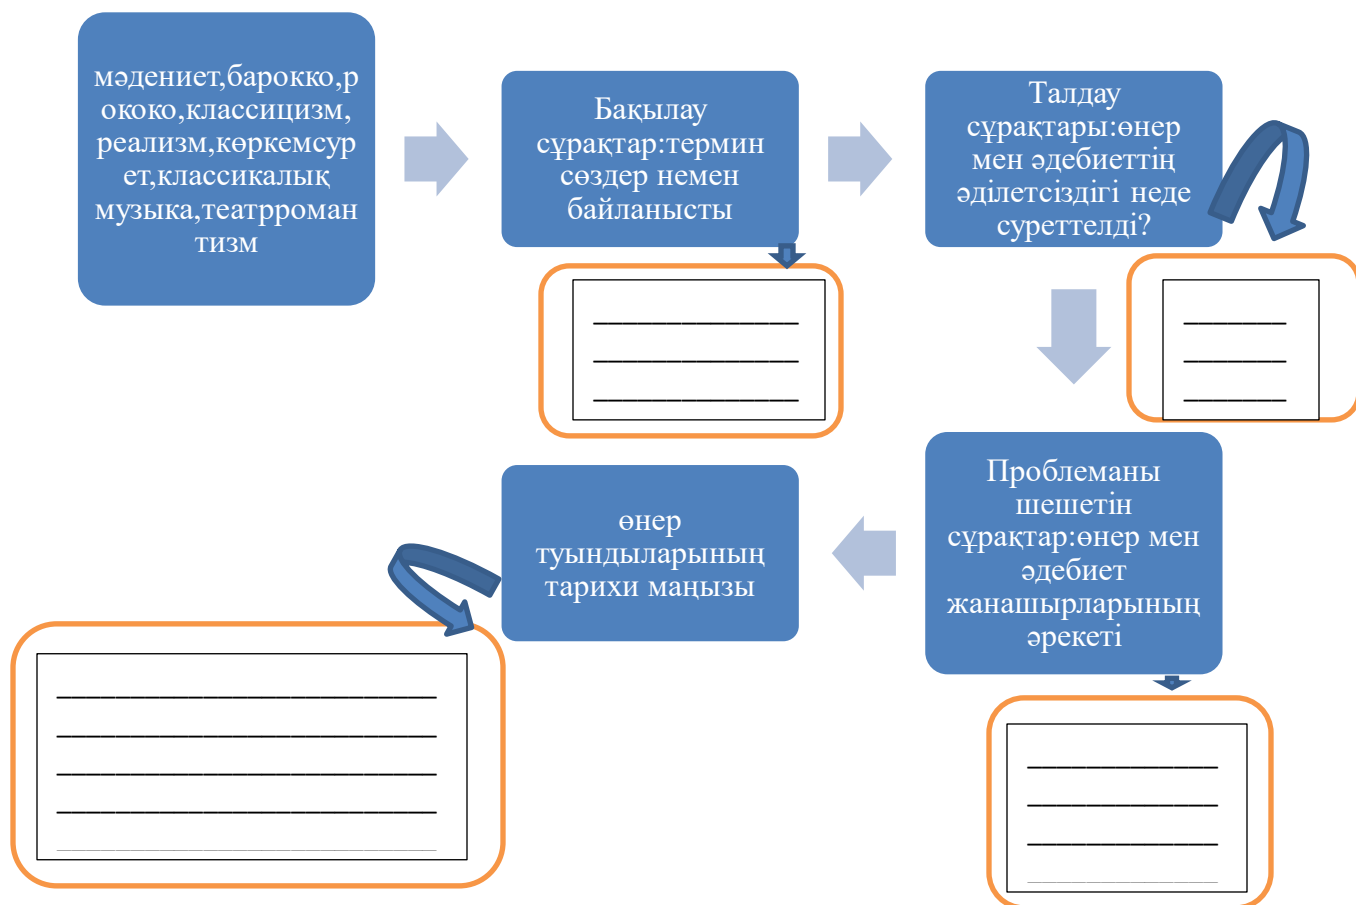 мәдениет,барокко,р
ококо,классицизм,
реализм,көркемсур
ет,классикалық
музыка,театрроман
тизм
Бақылау
сұрақтар:термин
сөздер немен
байланысты
Талдау
сұрақтары:өнер
мен әдебиеттің
әділетсіздігі неде
суреттелді?
Проблеманы
шешетін
сұрақтар:өнер мен
әдебиет
жанашырларының
әрекеті
өнер
туындыларының
тарихи маңызы